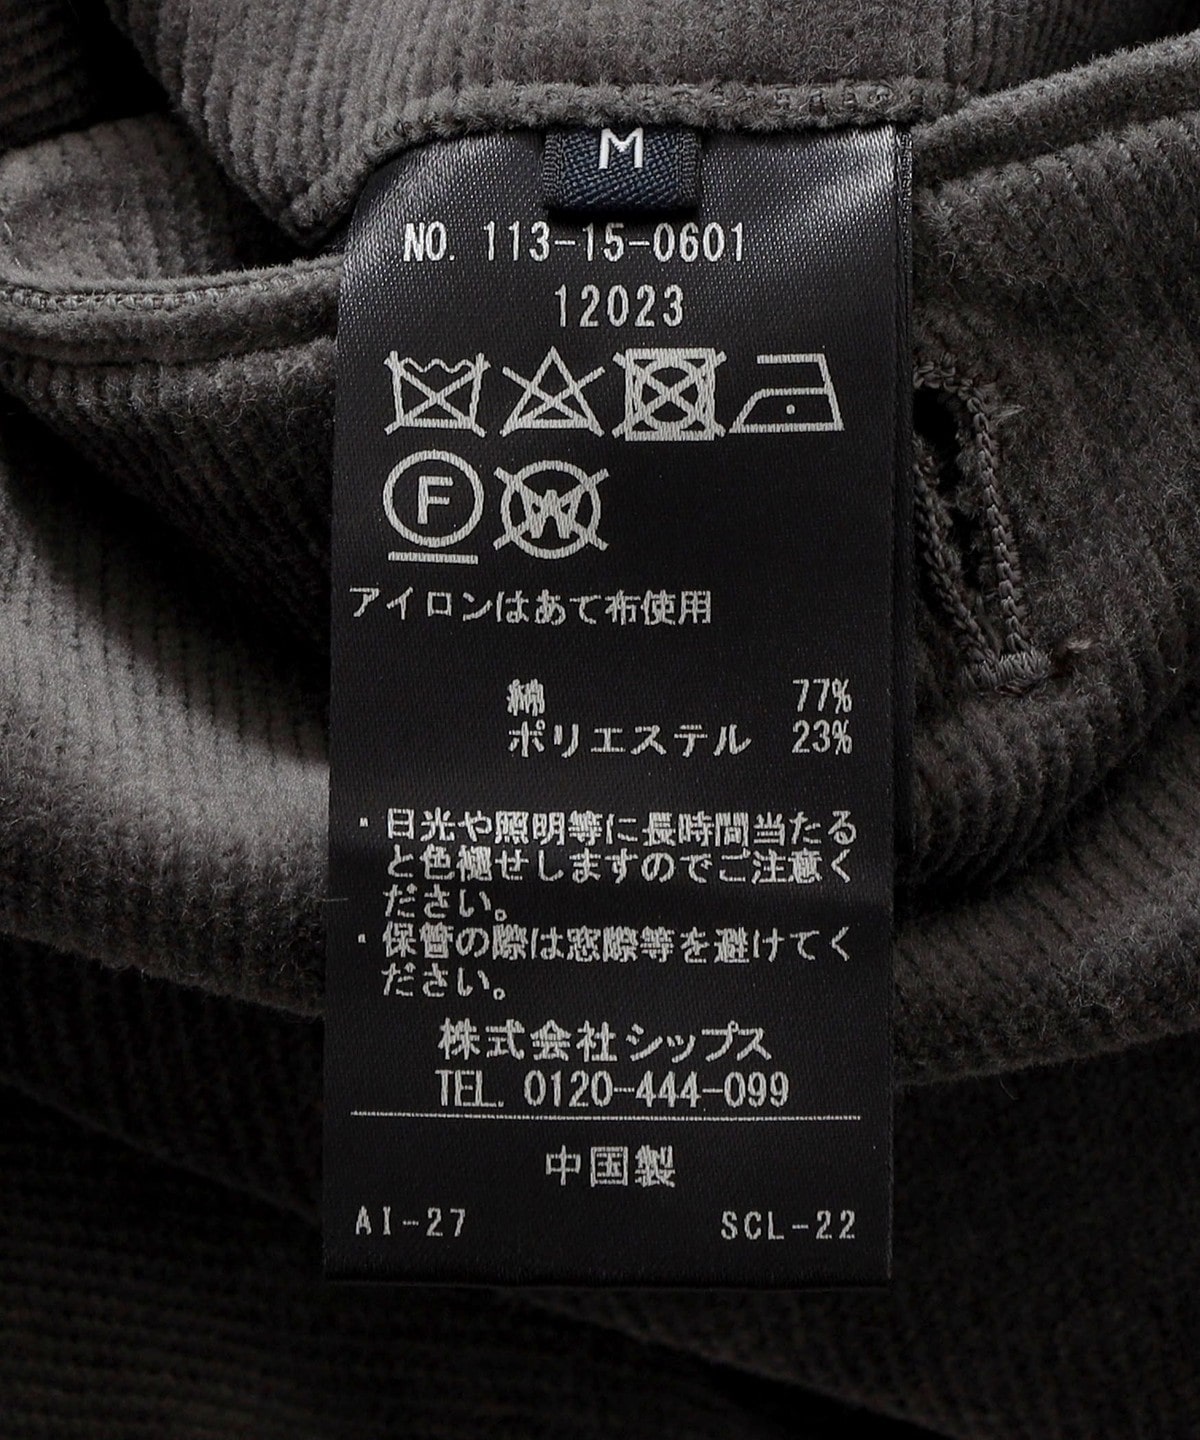 M
NO. 113-15-0601
12023
F
W
アイロンはあて布使用
綿 77%
ポリエステル 23%
・日光や照明等に長時間当たる
と色褪せしますのでご注意く
ださい。
・保管の際は窓際等を避けてく
ださい。
株式会社シップス
TEL. 0120-444-099
中国製
AI-27 SCL-22